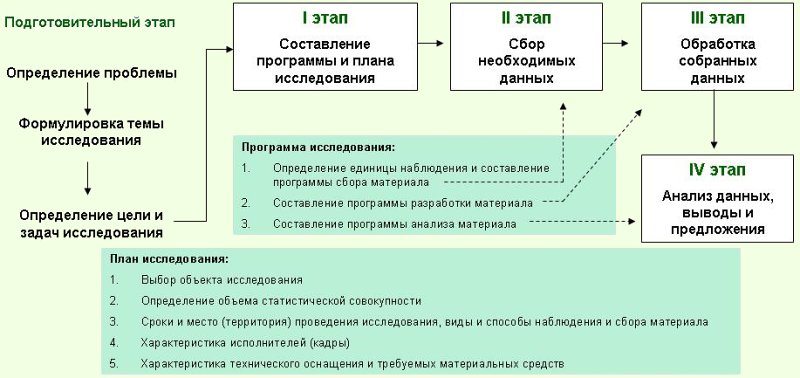 Подготовительный этап
Определение проблемы
Формулировка темы
исследования
Определение цели и
задач исследования
I этап
Составление
программы и плана
исследования
II этап
Сбор
необходимых
данных
III этап
Обработка
собранных
данных
IV этап
Анализ данных,
выводы и
предложения
Программа исследования:
1. Определение единицы наблюдения и составление
программы сбора материала
2. Составление программы разработки материала
3. Составление программы анализа материала
План исследования:
1. Выбор объекта исследования
2. Определение объема статистической совокупности
3. Сроки и место (территория) проведения исследования, виды и способы наблюдения и сбора материала
4. Характеристика исполнителей (кадры)
5. Характеристика технического оснащения и требуемых материальных средств